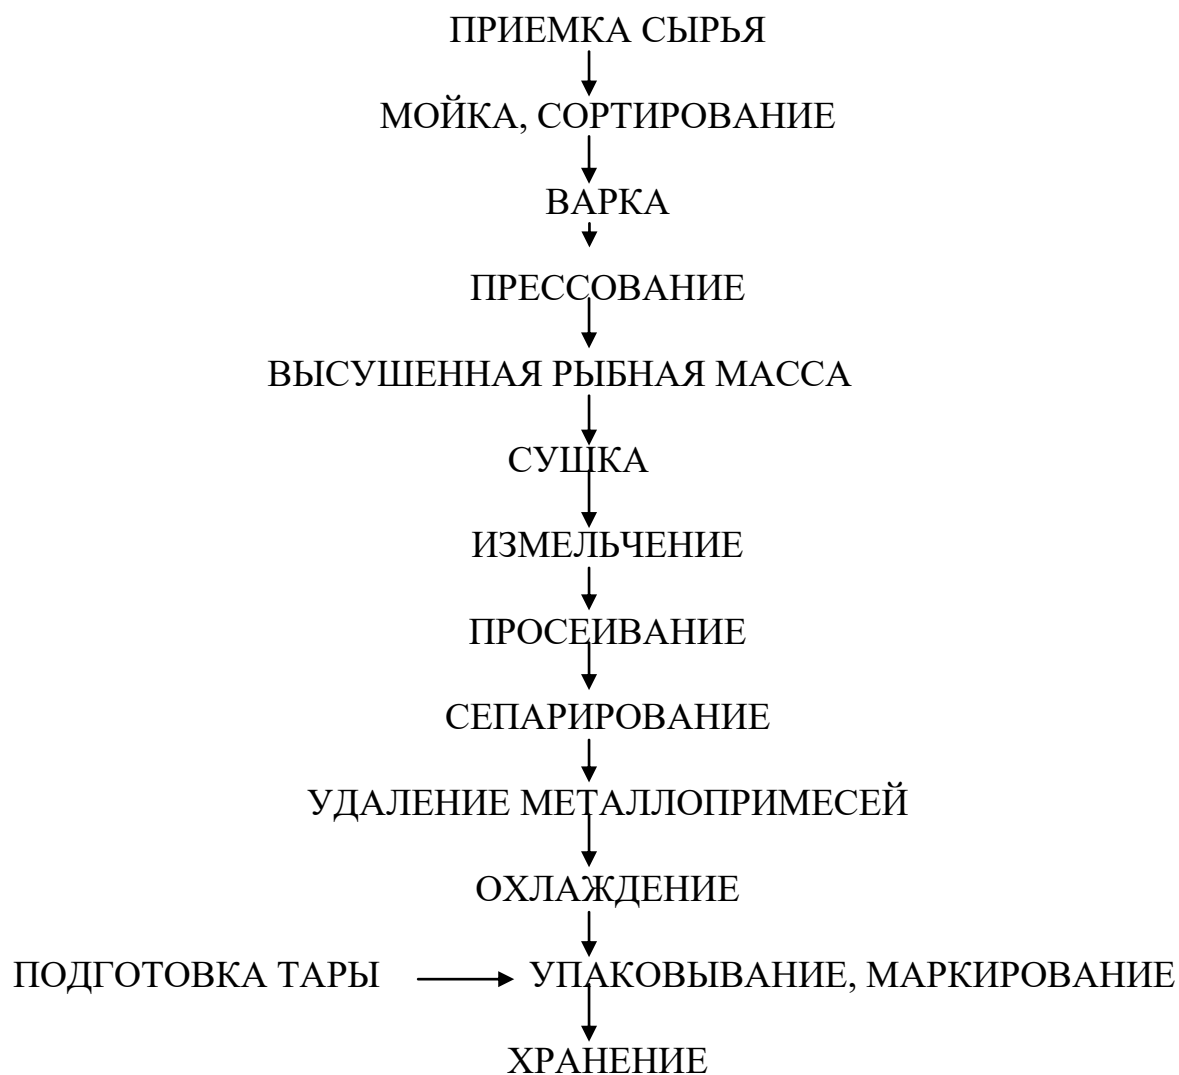 ПРИЕМКА СЫРЬЯ
МОЙКА, СОРТИРОВАНИЕ
ВАРКА
ПРЕССОВАНИЕ
ВЫСУШЕННАЯ РЫБНАЯ МАССА
СУШКА
ИЗМЕЛЬЧЕНИЕ
ПРОСЕИВАНИЕ
СЕПАРИРОВАНИЕ
УДАЛЕНИЕ МЕТАЛЛОПРИМЕСЕЙ
ОХЛАЖДЕНИЕ
ПОДГОТОВКА ТАРЫ УПАКОВЫВАНИЕ, МАРКИРОВАНИЕ
ХРАНЕНИЕ